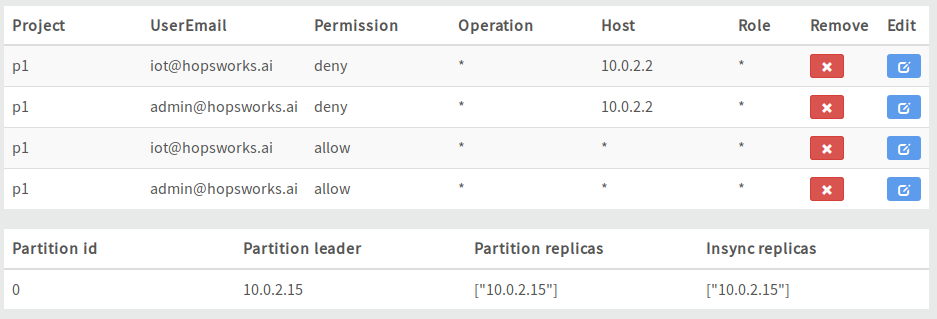 Project UserEmail Permission Operation Host Role Remove Edit
p1 iot@hopsworks.ai deny * 10.0.2.2 *
p1 admin@hopsworks.ai deny * 10.0.2.2 *
p1 iot@hopsworks.ai allow * * *
p1 admin@hopsworks.ai allow * * *
Partition id Partition leader Partition replicas Insync replicas
0 10.0.2.15 ["10.0.2.15"] ["10.0.2.15"]